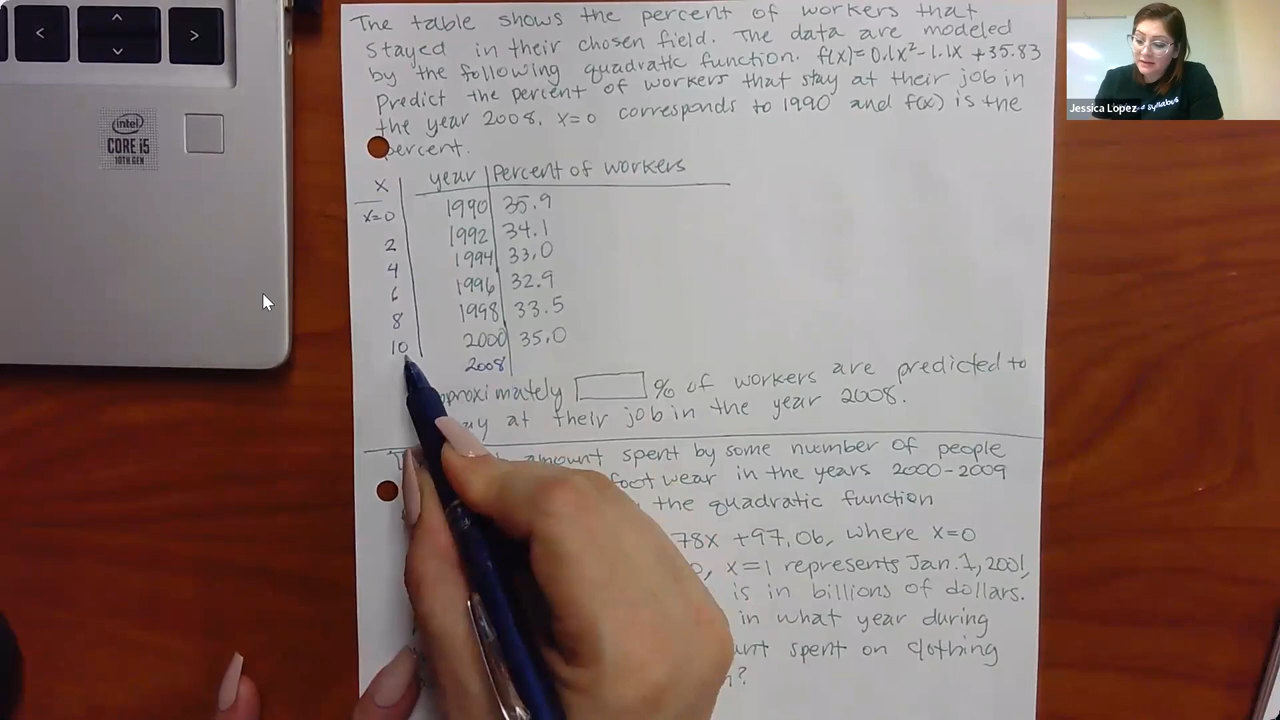 The table shows the percent of workers that
stayed in their chosen field. The data are modeled
by the following quadratic function. f(x)=0.1x²-1.1x +35.83
Predict the percent of workers that stay at their job in
the year 2008. x=0 corresponds to 1990 and f(x) is the
percent.
x year Percent of workers
x=0 1990 35.9
2 1992 34.1
4 1994 33.0
6 1996 32.9
8 1998 33.5
10 2000 35.0
2008
proximately % of workers are predicted to
ay at their job in the year 2008.
amount spent by some number of people
foot wear in the years 2000-2009
the quadratic function
78x +97.06, where x=0
x=1 represents Jan. 1, 2001,
is in billions of dollars.
in what year during
unt spent on clothing
intel
CORE i5
10TH GEN
Jessica Lopez
syllabus